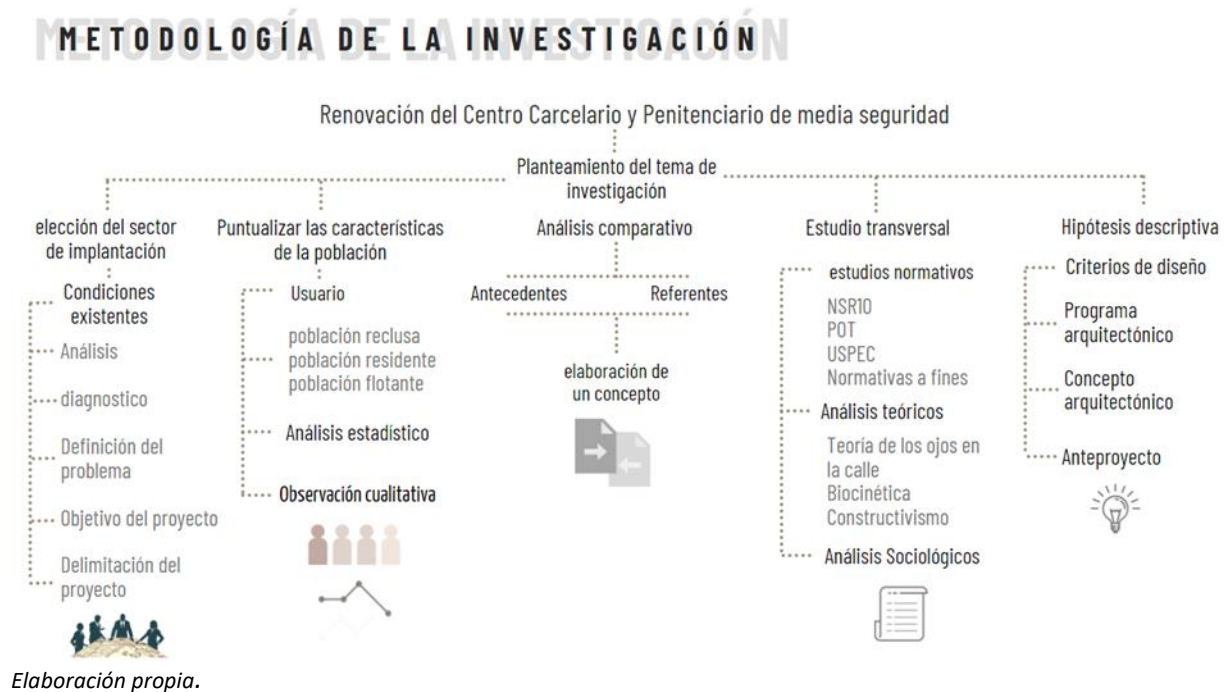 METODOLOGÍA DE LA INVESTIGACIÓN
Renovación del Centro Carcelario y Penitenciario de media seguridad
Planteamiento del tema de
investigación
elección del sector
de implantación
Condiciones
existentes
Análisis
diagnostico
Definición del
problema
Objetivo del proyecto
Delimitación del
proyecto
Puntualizar las características
de la población
Usuario
población reclusa
población residente
población flotante
Análisis estadístico
Observación cualitativa
Análisis comparativo
Antecedentes
Referentes
elaboración de
un concepto
Estudio transversal
estudios normativos
NSR10
POT
USPEC
Normativas a fines
Análisis teóricos
Teoría de los ojos en
la calle
Biocinética
Constructivismo
Análisis Sociológicos
Hipótesis descriptiva
Criterios de diseño
Programa
arquitectónico
Concepto
arquitectónico
Anteproyecto
Elaboración propia.